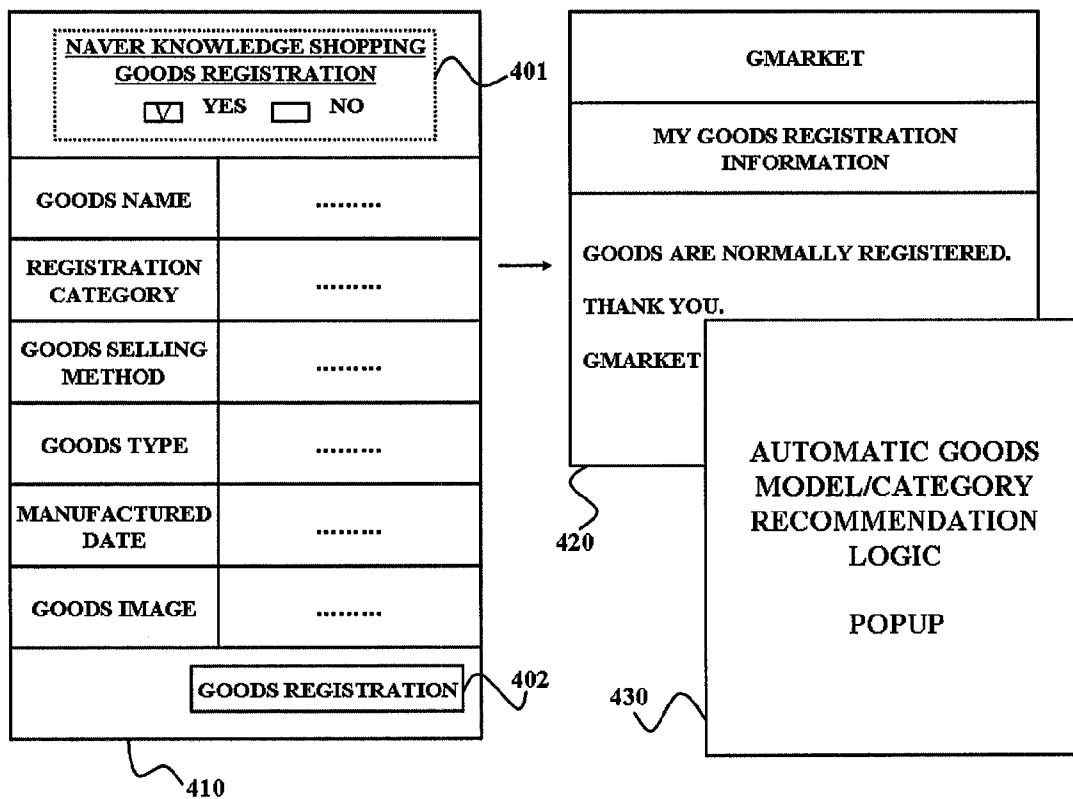 NAVER KNOWLEDGE SHOPPING
GOODS REGISTRATION
V YES NO
401
GOODS NAME .........
REGISTRATION
CATEGORY .........
GOODS SELLING
METHOD .........
GOODS TYPE .........
MANUFACTURED
DATE .........
GOODS IMAGE .........
GOODS REGISTRATION
402
410
GMARKET
MY GOODS REGISTRATION
INFORMATION
GOODS ARE NORMALLY REGISTERED.
THANK YOU.
GMARKET
420
AUTOMATIC GOODS
MODEL/CATEGORY
RECOMMENDATION
LOGIC
POPUP
430